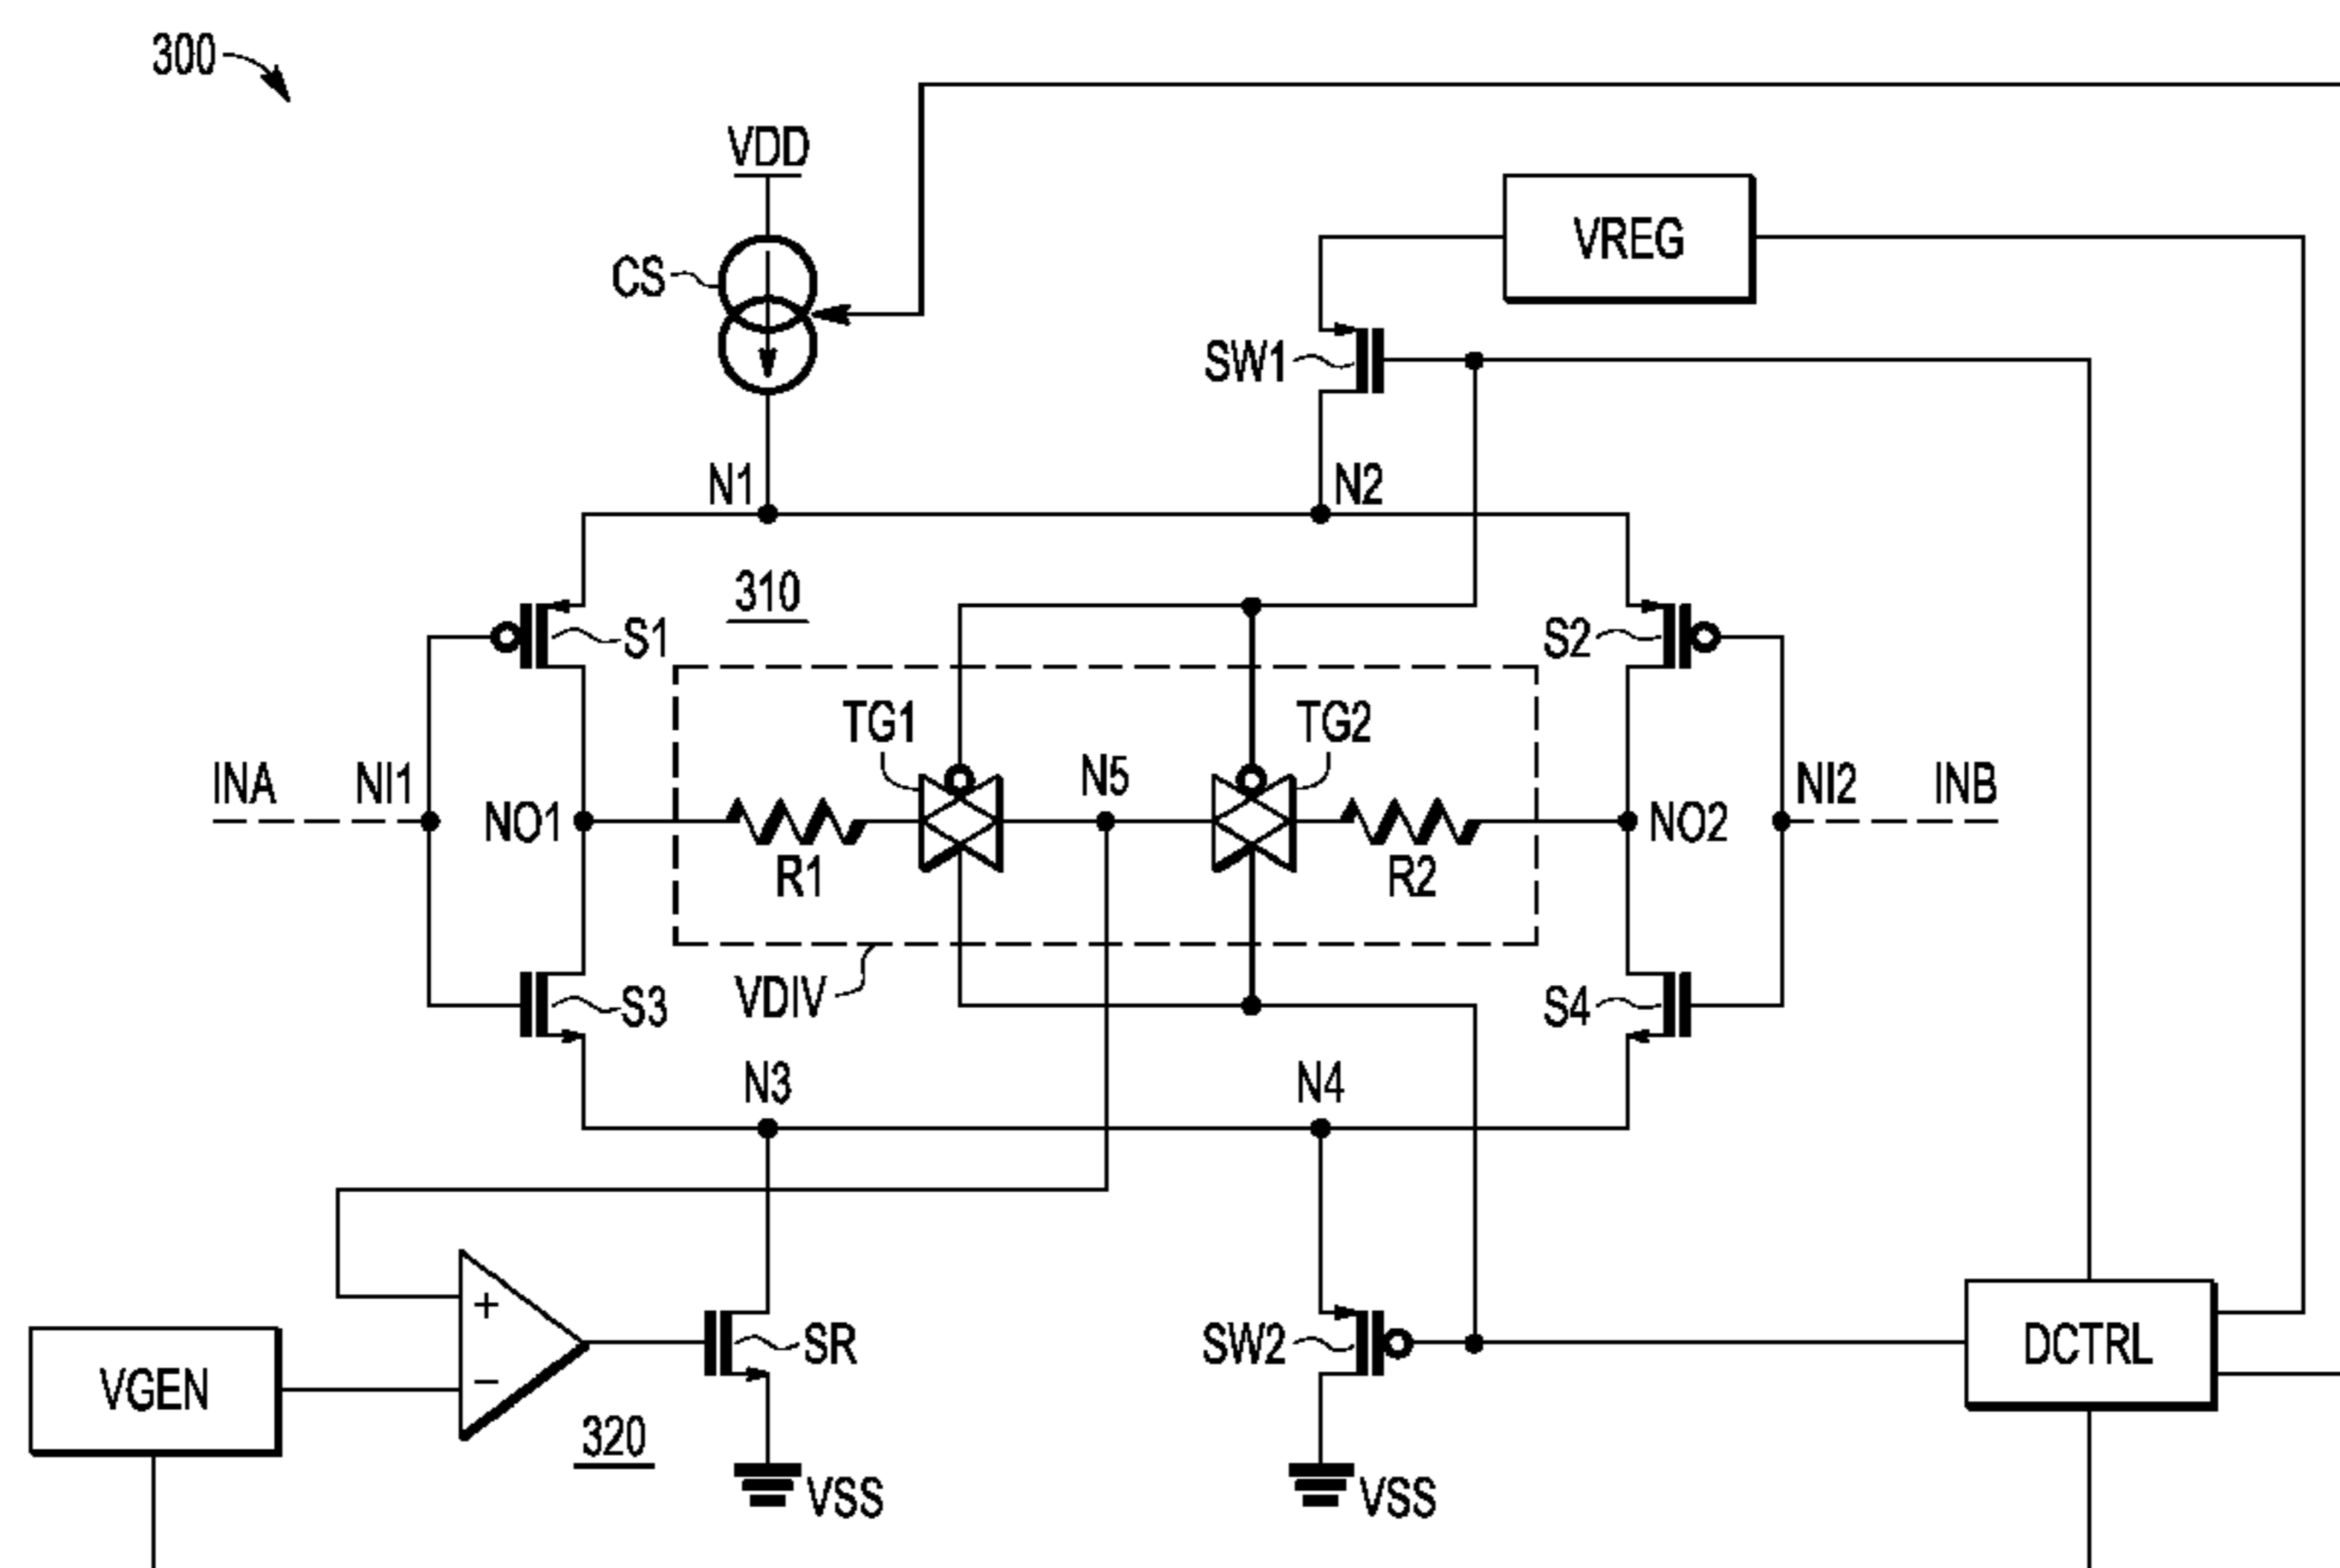 300
VDD
CS
VREG
SW1
N1
N2
310
S1
S2
TG1
TG2
INA
NI1
NO1
N5
NO2
NI2
INB
R1
R2
VDIV
S3
S4
N3
N4
+
−
VGEN
SR
SW2
DCTRL
320
VSS
VSS